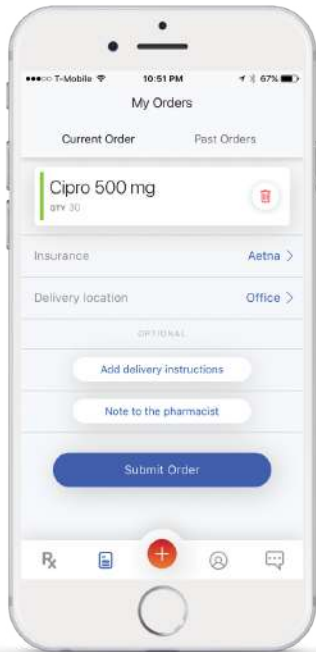 T-Mobile 10:51 PM 67%
My Orders
Current Order Past Orders
Cipro 500 mg
QTY 30
Insurance Aetna >
Delivery location Office >
OPTIONAL
Add delivery instructions
Note to the pharmacist
Submit Order
Rx